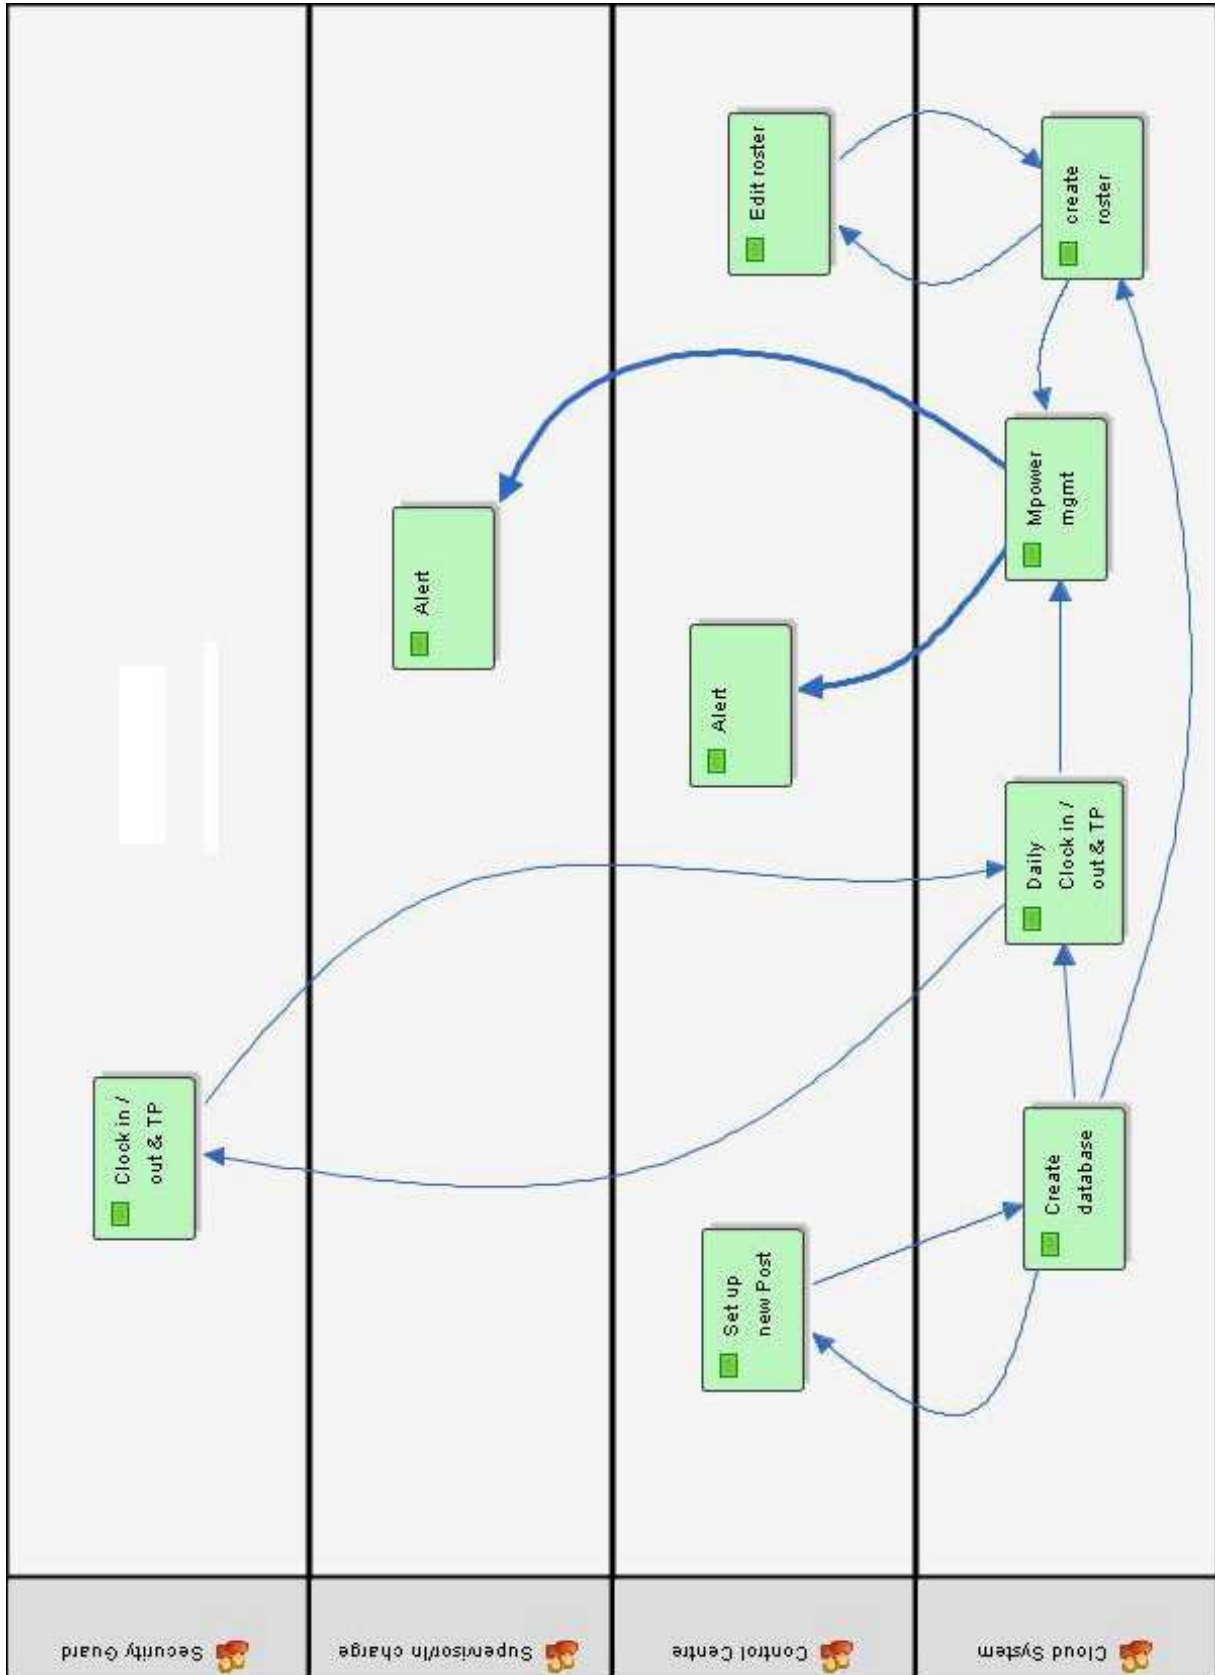 Security Guard
Clock in /
out & TP
Supervisor/In charge
Alert
Control Centre
Set up
new Post
Alert
Edit roster
Cloud System
Create
database
Daily
Clock in /
out & TP
Mpower
mgmt
create
roster